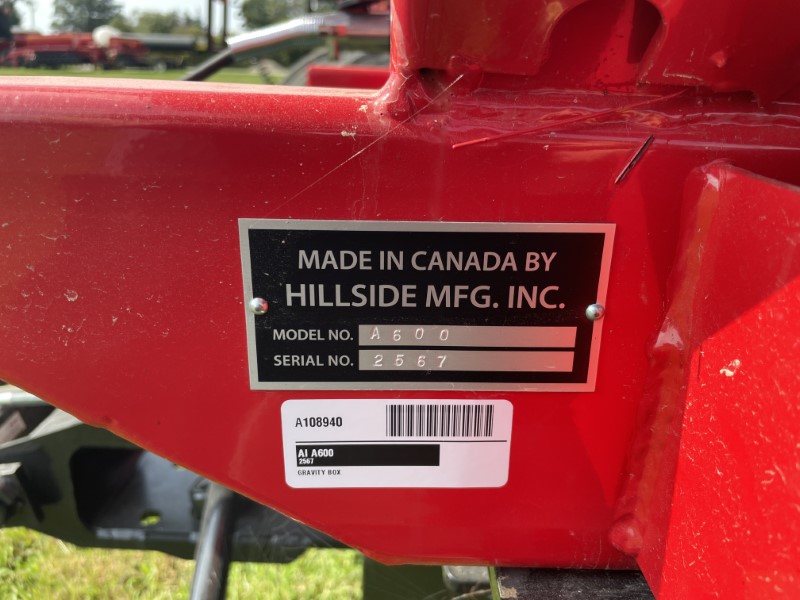 MADE IN CANADA BY
HILLSIDE MFG. INC.
MODEL NO. A600
SERIAL NO. 2567
A108940
AI A600
2567
GRAVITY BOX